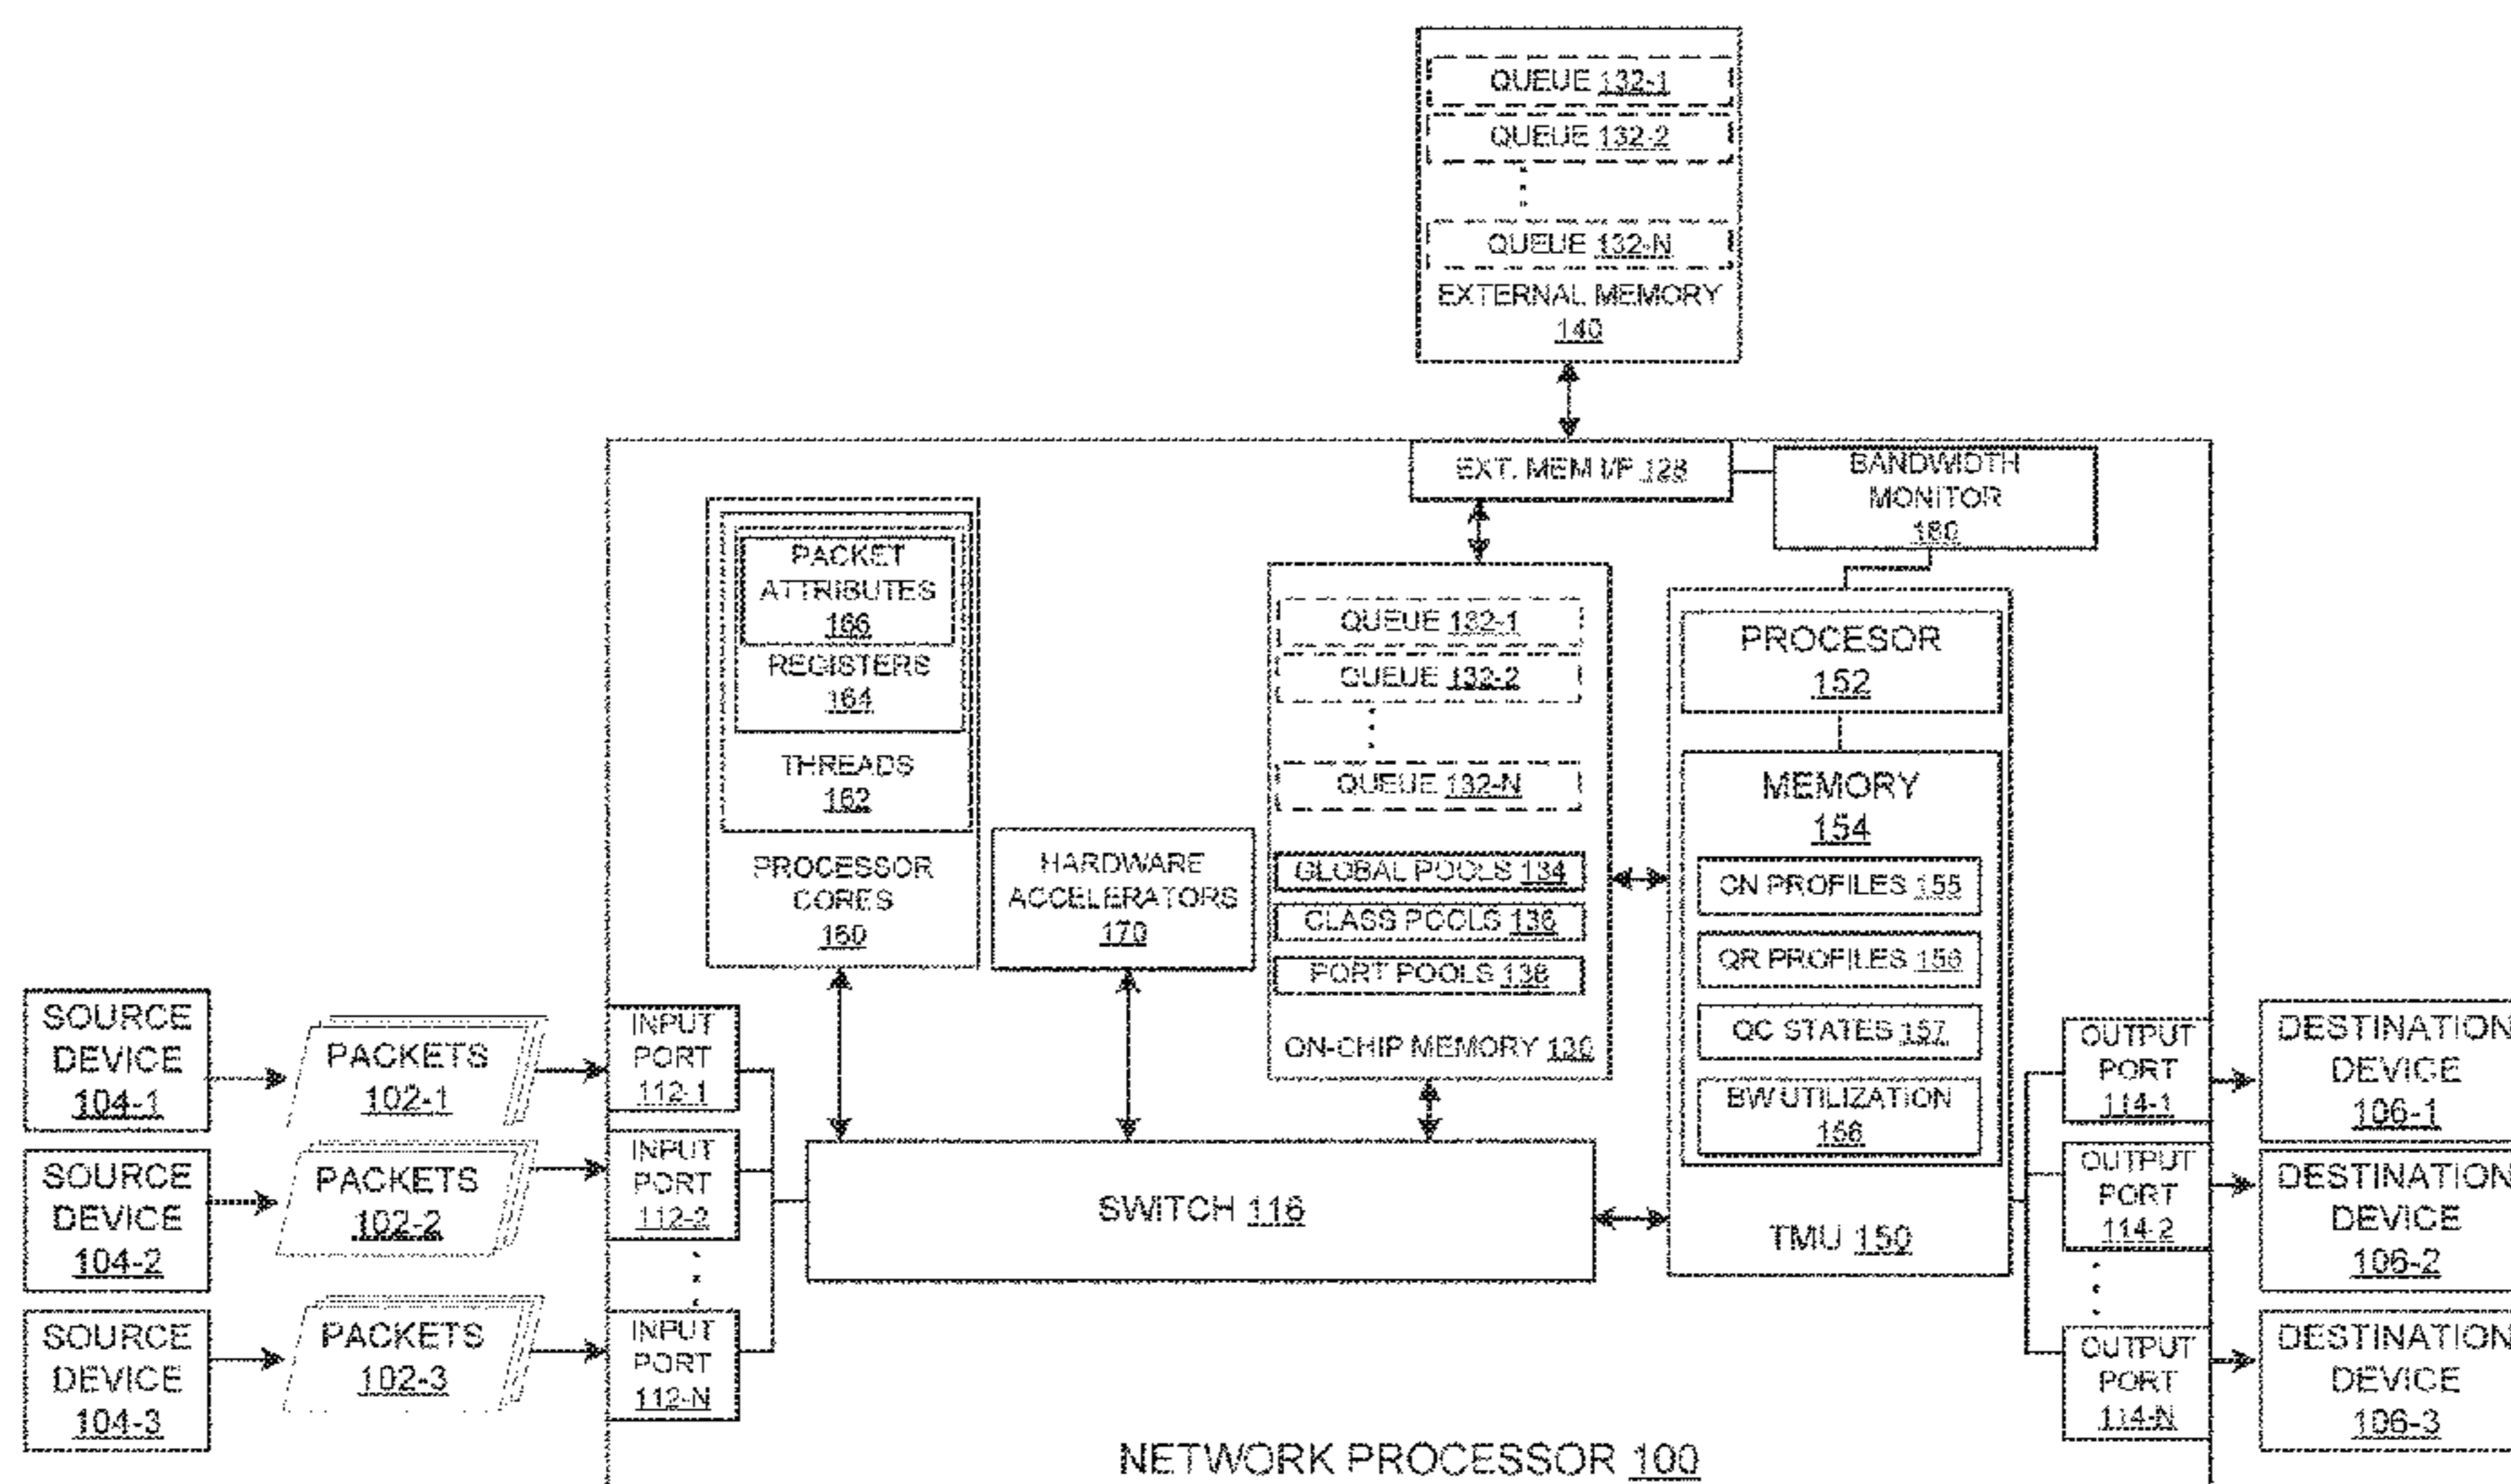 QUEUE 132-1
QUEUE 132-2
QUEUE 132-N
EXTERNAL MEMORY
140
EXT. MEM I/F 128
BANDWIDTH
MONITOR
180
PACKET
ATTRIBUTES
166
REGISTERS
164
THREADS
162
PROCESSOR
CORES
160
HARDWARE
ACCELERATORS
170
QUEUE 132-1
QUEUE 132-2
QUEUE 132-N
GLOBAL POOLS 134
CLASS POOLS 136
PORT POOLS 138
ON-CHIP MEMORY 130
PROCESOR
152
MEMORY
154
CN PROFILES 155
QR PROFILES 156
QC STATES 157
BW UTILIZATION
TMU 150
SWITCH 116
SOURCE
DEVICE
104-1
SOURCE
DEVICE
104-2
SOURCE
DEVICE
104-3
PACKETS
102-1
PACKETS
102-2
PACKETS
102-3
INPUT
PORT
112-1
INPUT
PORT
112-2
INPUT
PORT
112-N
OUTPUT
PORT
114-1
OUTPUT
PORT
114-2
OUTPUT
PORT
114-N
DESTINATION
DEVICE
106-1
DESTINATION
DEVICE
106-2
DESTINATION
DEVICE
106-3
NETWORK PROCESSOR 100